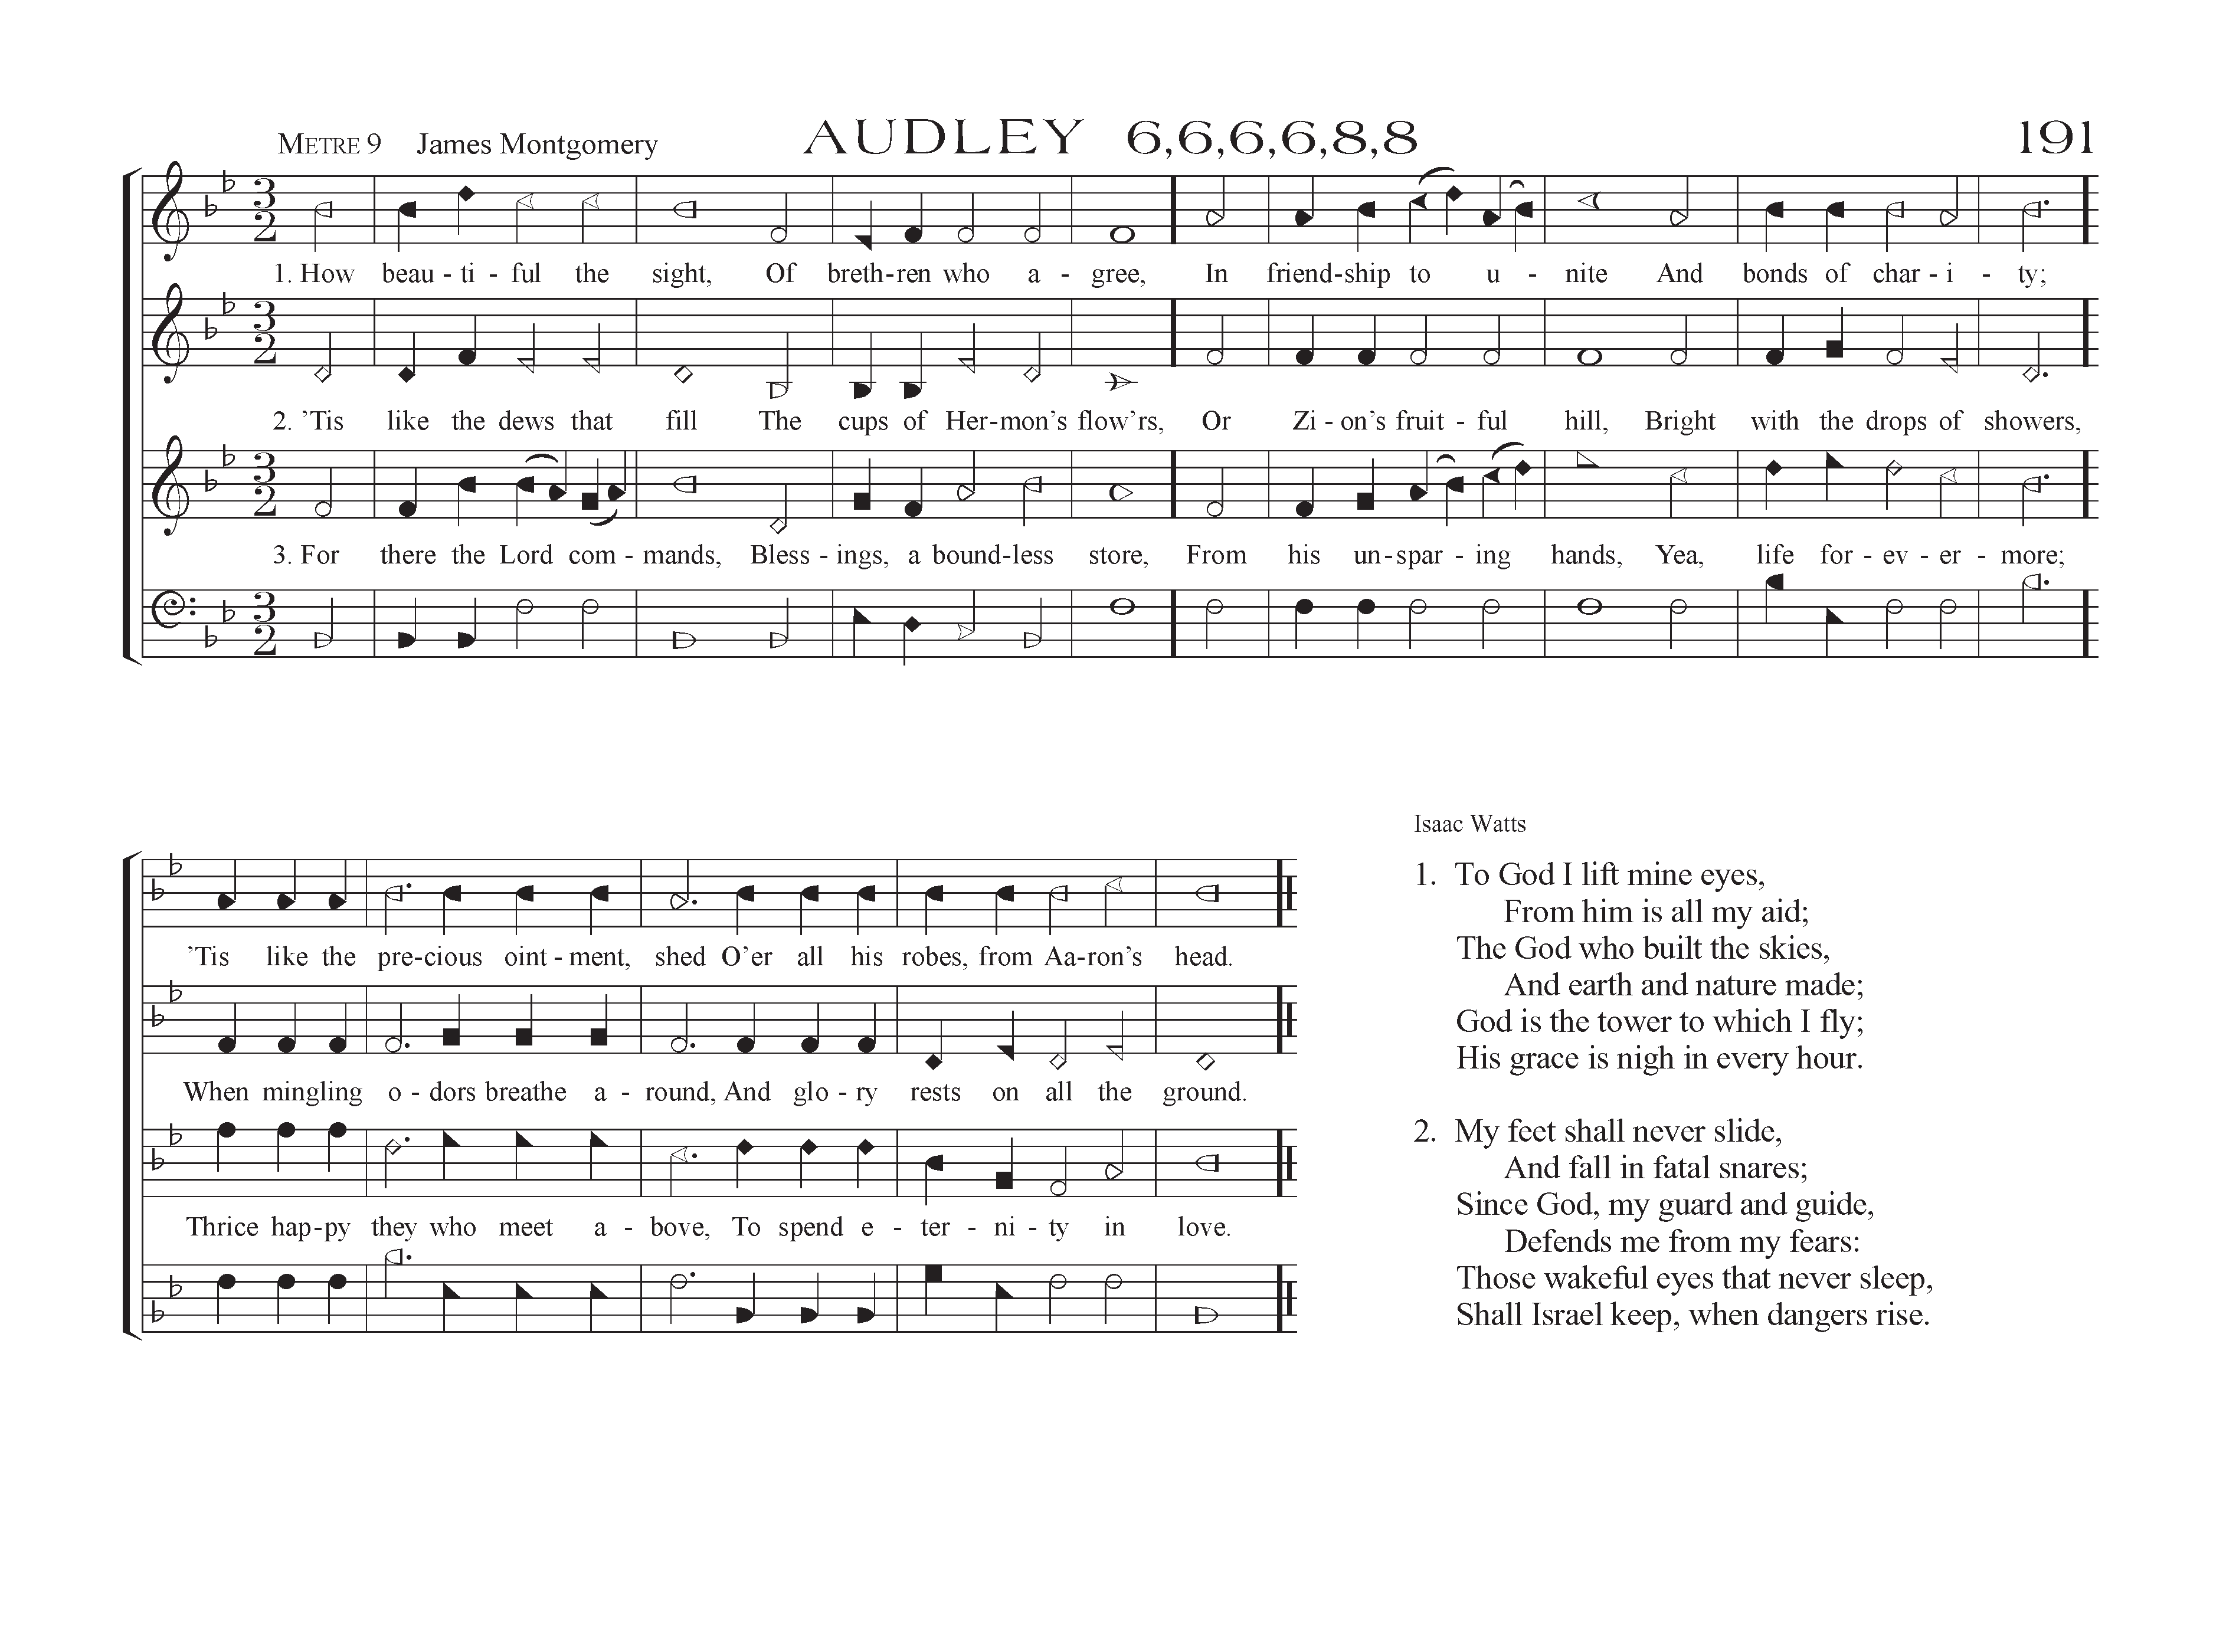 METRE 9 James Montgomery AUDLEY 6,6,6,6,8,8 191
3 2
1. How beau - ti - ful the sight, Of breth-ren who a - gree, In friend-ship to u - nite And bonds of char - i - ty;
3 2
2. ’Tis like the dews that fill The cups of Her-mon’s flow’rs, Or Zi - on’s fruit - ful hill, Bright with the drops of showers,
3 2
3. For there the Lord com - mands, Bless - ings, a bound-less store, From his un-spar - ing hands, Yea, life for - ev - er - more;
3 2
’Tis like the pre-cious oint - ment, shed O’er all his robes, from Aa-ron’s head.
When mingling o - dors breathe a - round, And glo - ry rests on all the ground.
Thrice hap-py they who meet a - bove, To spend e - ter - ni - ty in love.
Isaac Watts
1. To God I lift mine eyes,
From him is all my aid;
The God who built the skies,
And earth and nature made;
God is the tower to which I fly;
His grace is nigh in every hour.
2. My feet shall never slide,
And fall in fatal snares;
Since God, my guard and guide,
Defends me from my fears:
Those wakeful eyes that never sleep,
Shall Israel keep, when dangers rise.